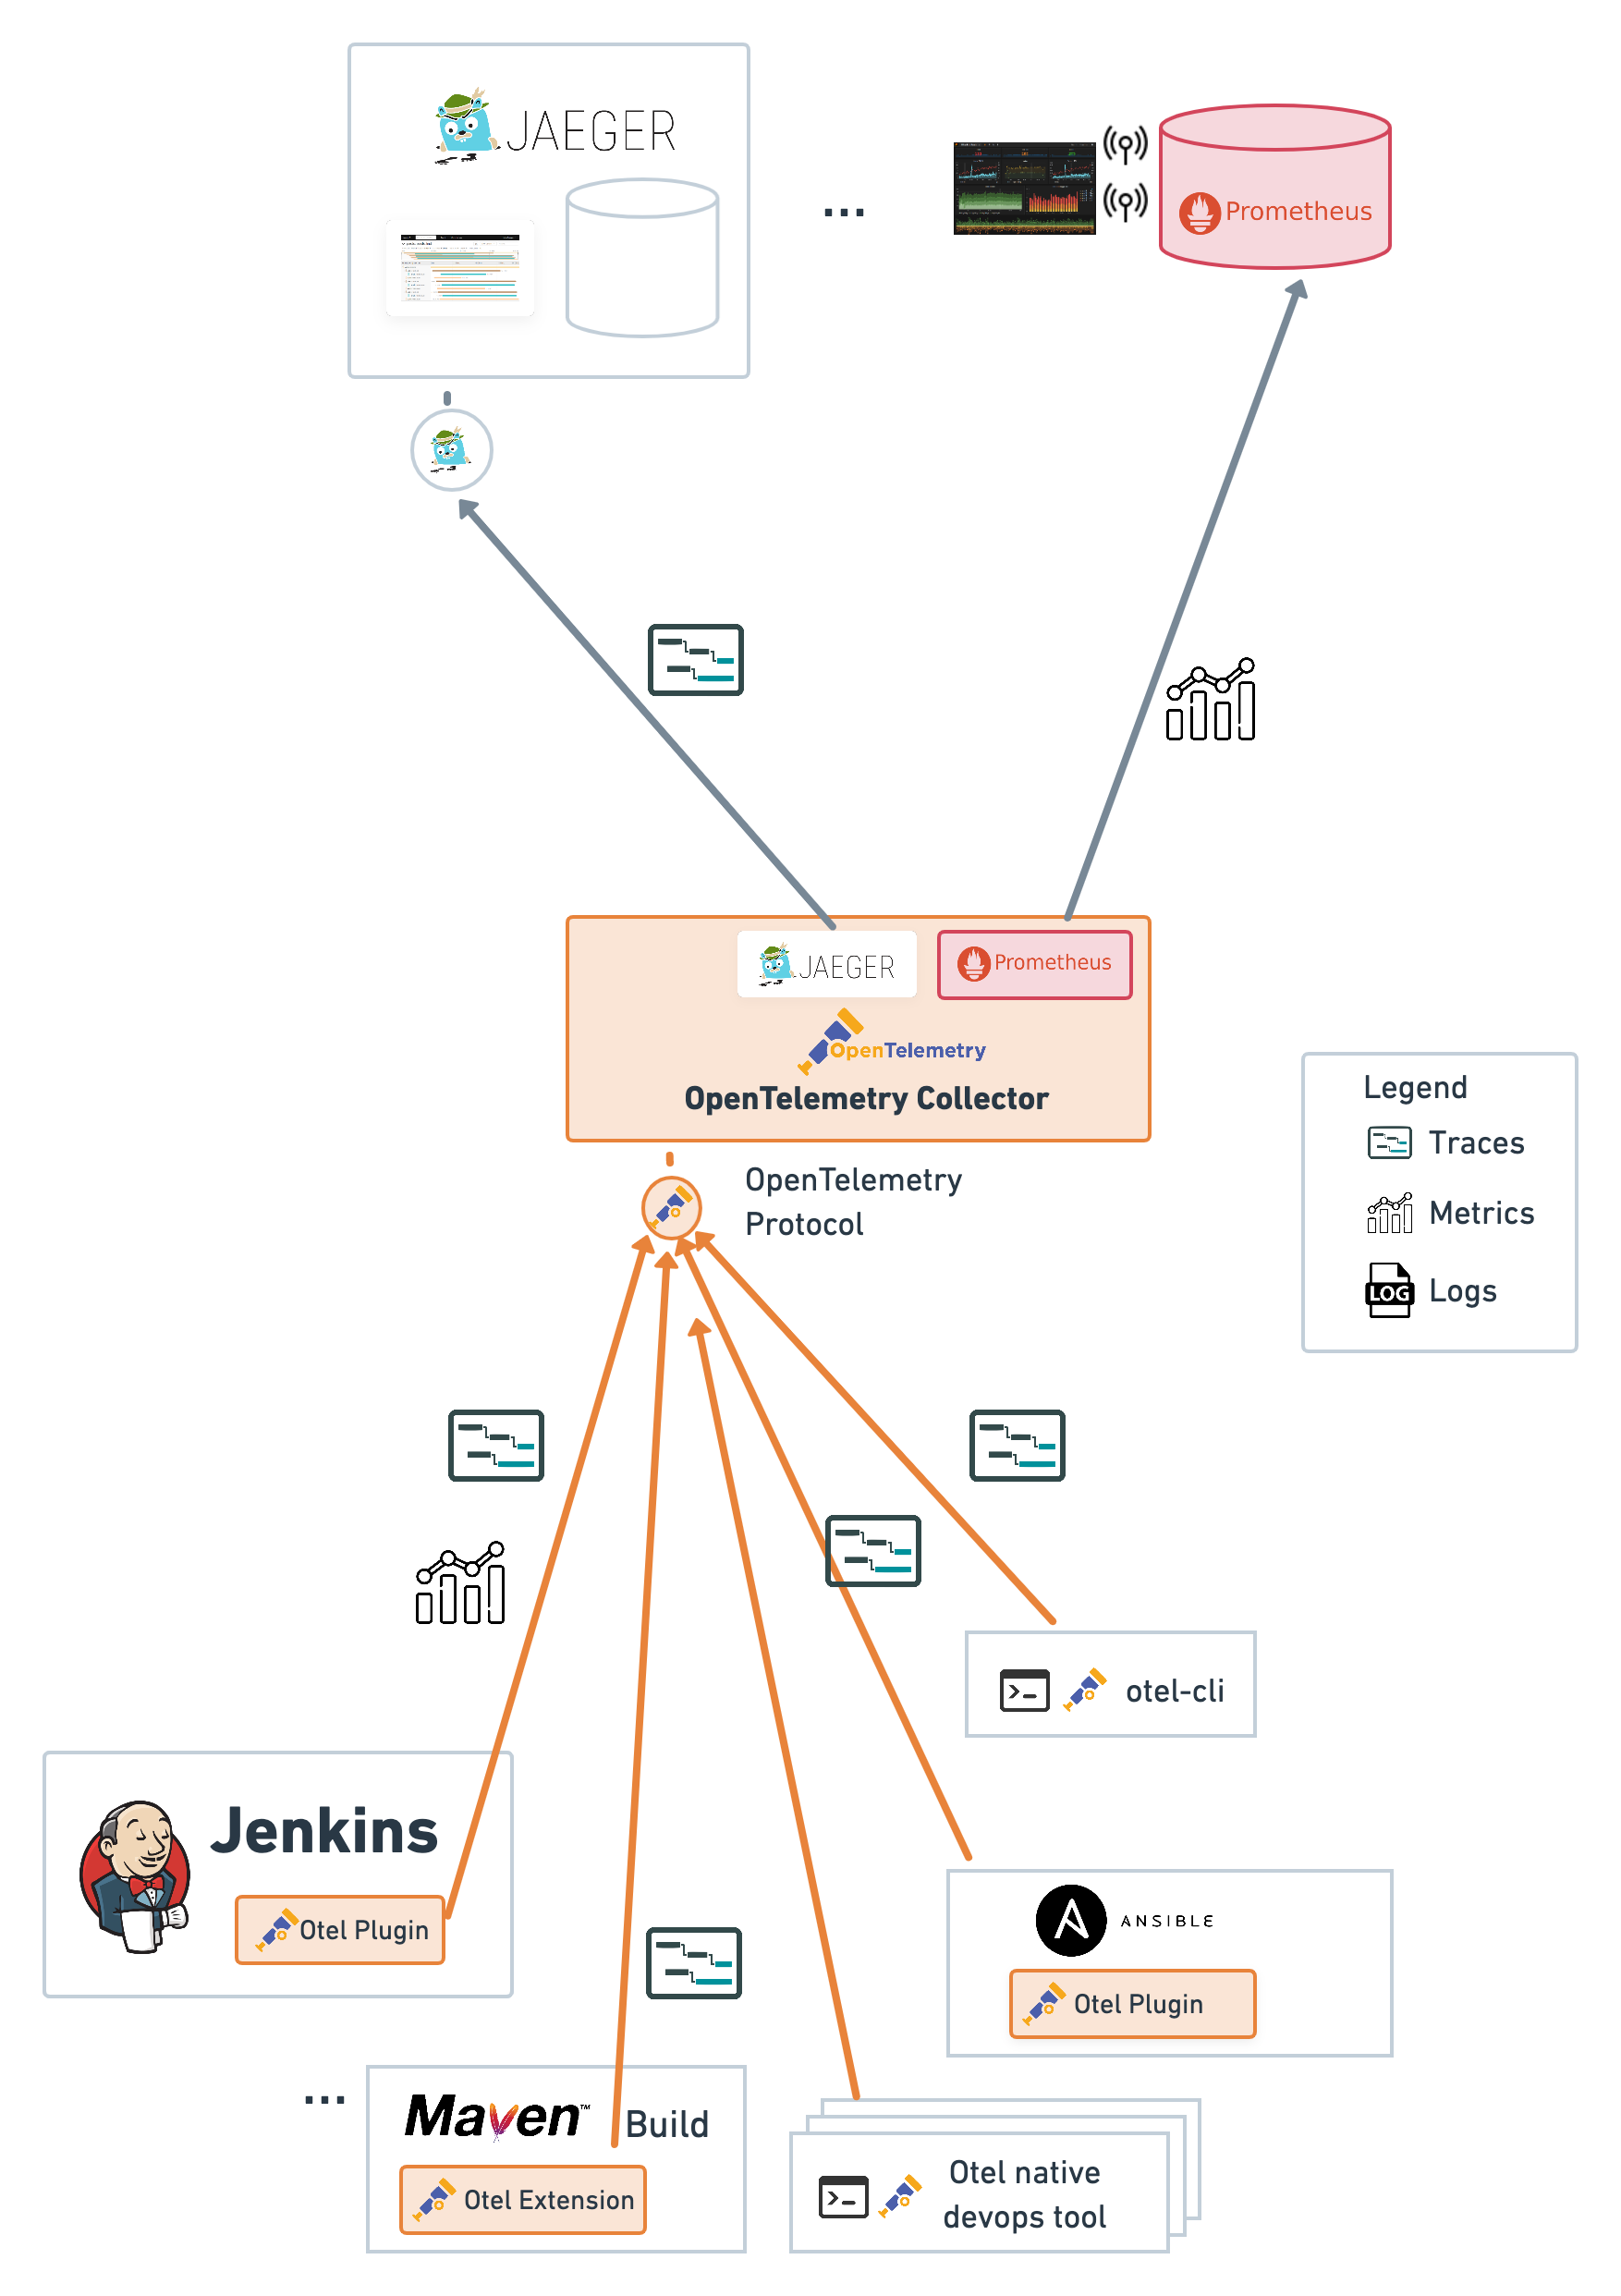 JAEGER
...
Prometheus
JAEGER
Prometheus
OpenTelemetry
OpenTelemetry Collector
OpenTelemetry
Protocol
Legend
Traces
Metrics
LOG Logs
otel-cli
Jenkins
Otel Plugin
ANSIBLE
Otel Plugin
...
Maven™ Build
Otel Extension
Otel native
devops tool